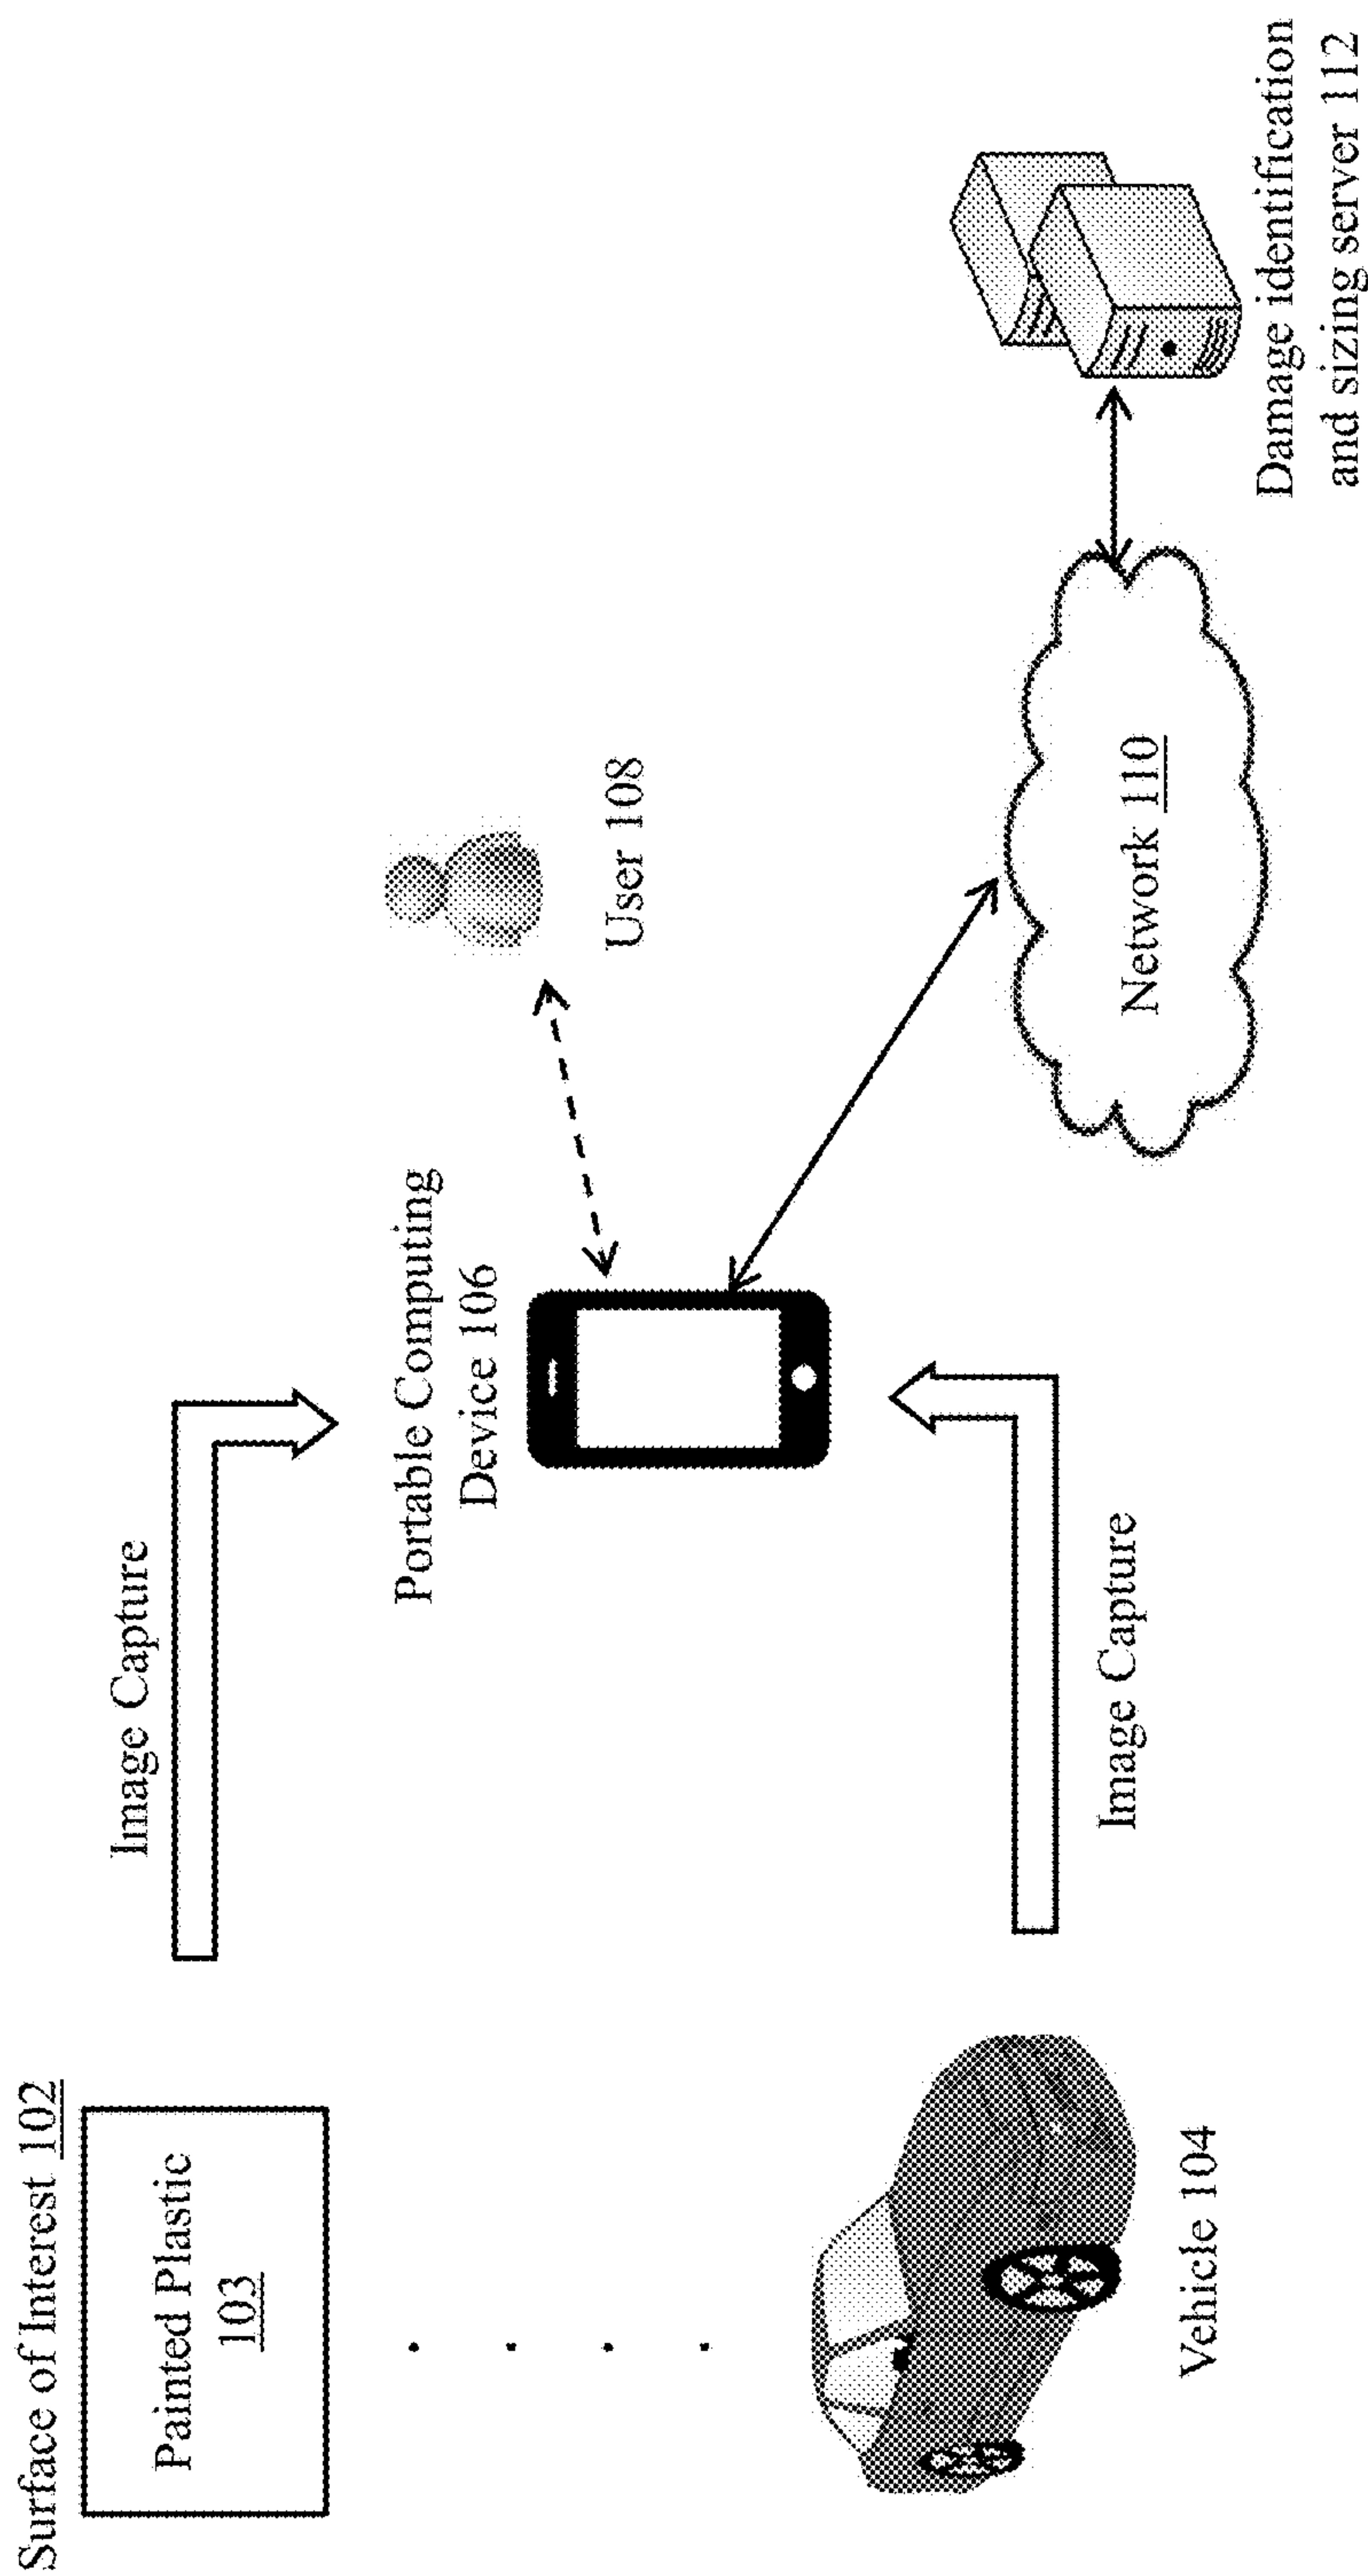 Surface of Interest 102
Painted Plastic
103
Image Capture
Portable Computing
Device 106
User 108
Vehicle 104
Image Capture
Network 110
Damage identification
and sizing server 112